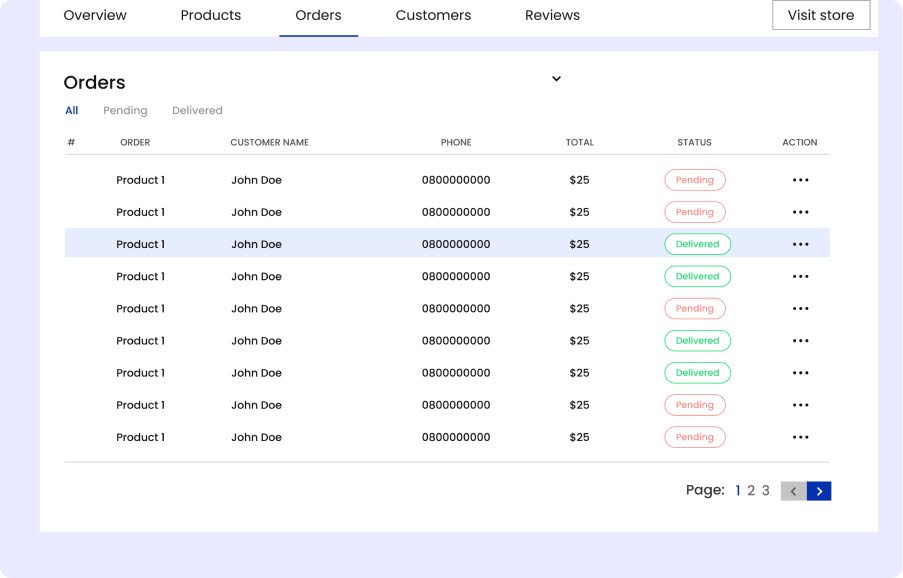 Overview Products Orders Customers Reviews Visit store
Orders
All Pending Delivered
# ORDER CUSTOMER NAME PHONE TOTAL STATUS ACTION
Product 1 John Doe 0800000000 $25 Pending
Product 1 John Doe 0800000000 $25 Pending
Product 1 John Doe 0800000000 $25 Delivered
Product 1 John Doe 0800000000 $25 Delivered
Product 1 John Doe 0800000000 $25 Pending
Product 1 John Doe 0800000000 $25 Delivered
Product 1 John Doe 0800000000 $25 Delivered
Product 1 John Doe 0800000000 $25 Pending
Product 1 John Doe 0800000000 $25 Pending
Page: 1 2 3 < >